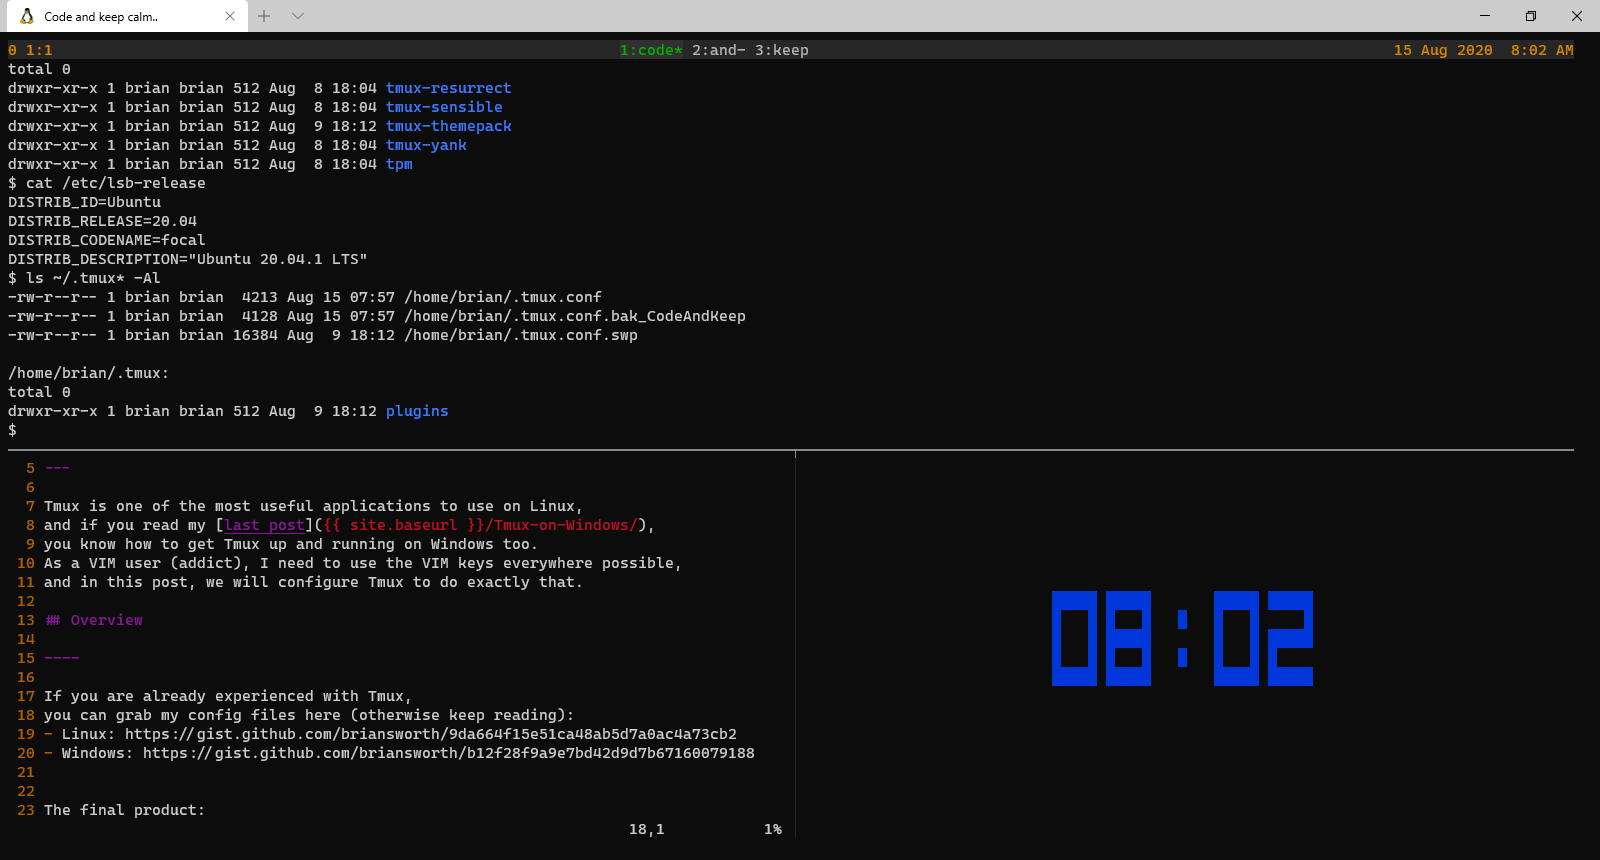 Code and keep calm..
0 1:1 1:code* 2:and- 3:keep 15 Aug 2020  8:02 AM
total 0
drwxr-xr-x 1 brian brian 512 Aug  8 18:04 tmux-resurrect
drwxr-xr-x 1 brian brian 512 Aug  8 18:04 tmux-sensible
drwxr-xr-x 1 brian brian 512 Aug  9 18:12 tmux-themepack
drwxr-xr-x 1 brian brian 512 Aug  8 18:04 tmux-yank
drwxr-xr-x 1 brian brian 512 Aug  8 18:04 tpm
$ cat /etc/lsb-release
DISTRIB_ID=Ubuntu
DISTRIB_RELEASE=20.04
DISTRIB_CODENAME=focal
DISTRIB_DESCRIPTION="Ubuntu 20.04.1 LTS"
$ ls ~/.tmux* -Al
-rw-r--r-- 1 brian brian  4213 Aug 15 07:57 /home/brian/.tmux.conf
-rw-r--r-- 1 brian brian  4128 Aug 15 07:57 /home/brian/.tmux.conf.bak_CodeAndKeep
-rw-r--r-- 1 brian brian 16384 Aug  9 18:12 /home/brian/.tmux.conf.swp
/home/brian/.tmux:
total 0
drwxr-xr-x 1 brian brian 512 Aug  9 18:12 plugins
$
5 ---
6
7 Tmux is one of the most useful applications to use on Linux,
8 and if you read my [last post]({{ site.baseurl }}/Tmux-on-Windows/),
9 you know how to get Tmux up and running on Windows too.
10 As a VIM user (addict), I need to use the VIM keys everywhere possible,
11 and in this post, we will configure Tmux to do exactly that.
12
13 ## Overview
14
15 ----
16
17 If you are already experienced with Tmux,
18 you can grab my config files here (otherwise keep reading):
19 - Linux: https://gist.github.com/briansworth/9da664f15e51ca48ab5d7a0ac4a73cb2
20 - Windows: https://gist.github.com/briansworth/b12f28f9a9e7bd42d9d7b67160079188
21
22
23 The final product:
18,1 1%
08:02